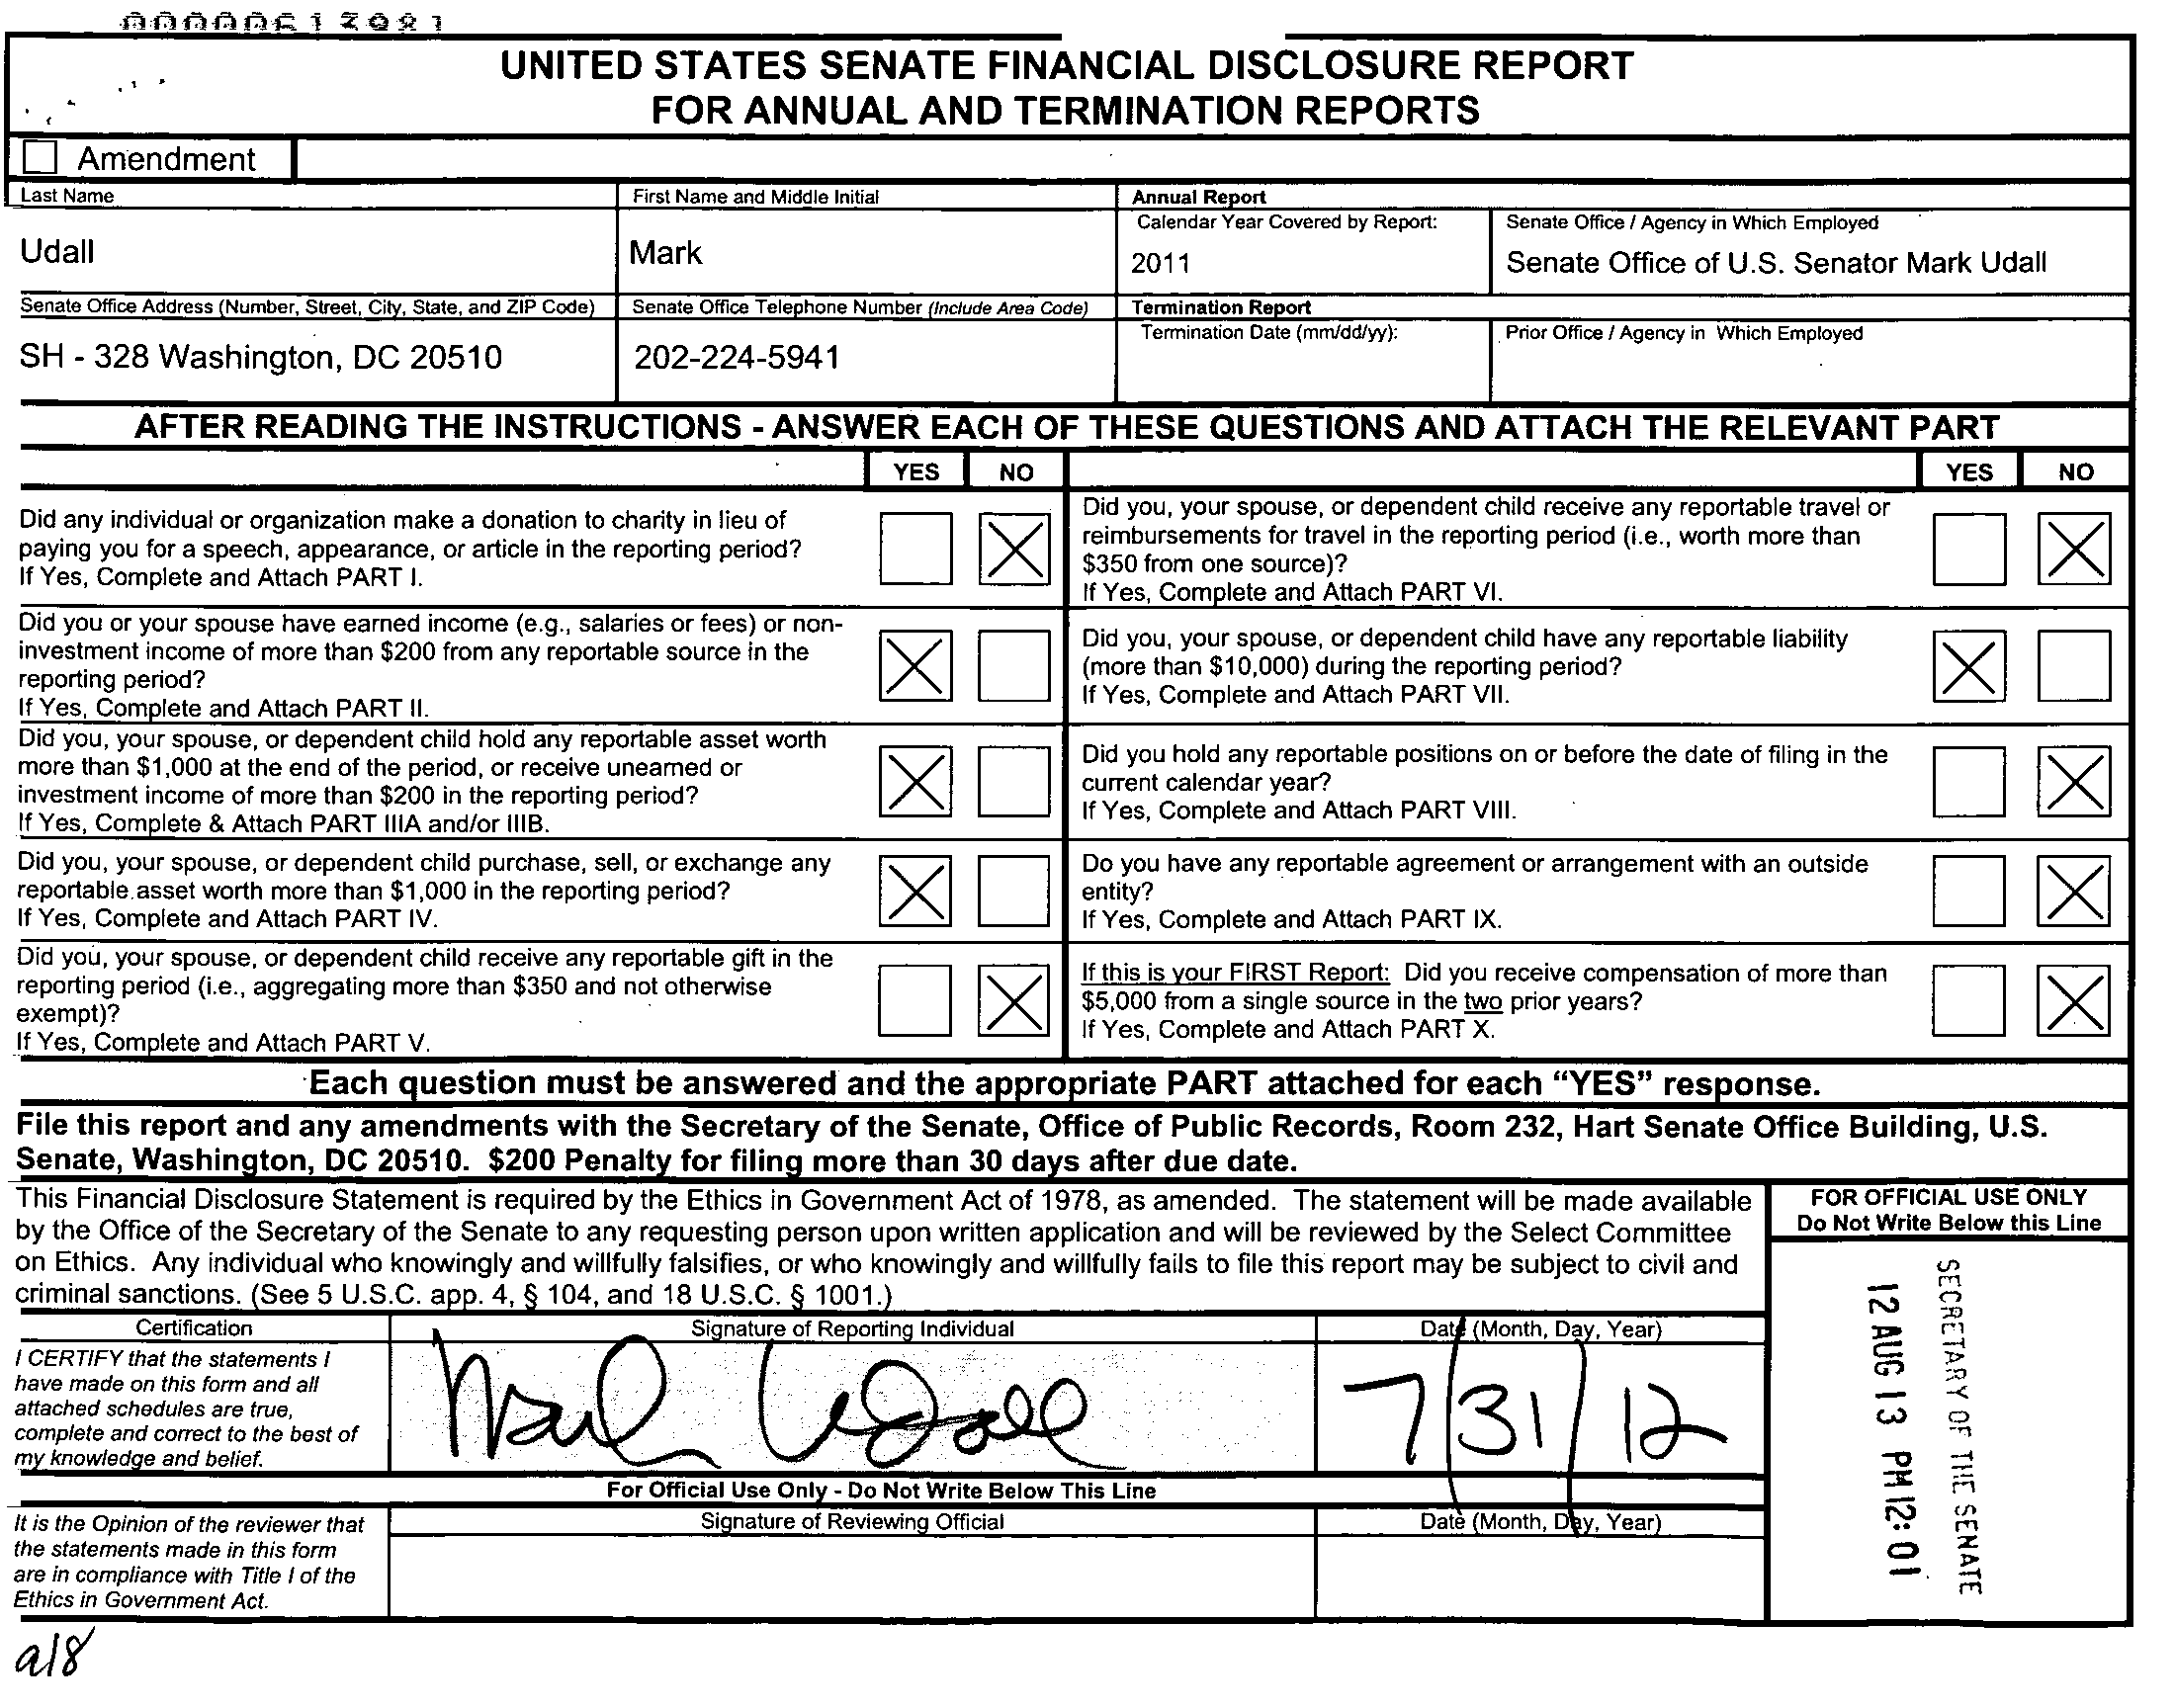 UNITED STATES SENATE FINANCIAL DISCLOSURE REPORT
FOR ANNUAL AND TERMINATION REPORTS
Amendment
Last Name
First Name and Middle Initial
Annual Report
Calendar Year Covered by Report:
Senate Office / Agency in Which Employed
Udall
Mark
2011
Senate Office of U.S. Senator Mark Udall
Senate Office Address (Number, Street, City, State, and ZIP Code)
Senate Office Telephone Number (Include Area Code)
Termination Report
Termination Date (mm/dd/yy):
Prior Office / Agency in Which Employed
SH - 328 Washington, DC 20510
202-224-5941
AFTER READING THE INSTRUCTIONS - ANSWER EACH OF THESE QUESTIONS AND ATTACH THE RELEVANT PART
YES NO
Did any individual or organization make a donation to charity in lieu of
paying you for a speech, appearance, or article in the reporting period?
If Yes, Complete and Attach PART I.
Did you or your spouse have earned income (e.g., salaries or fees) or non-
investment income of more than $200 from any reportable source in the
reporting period?
If Yes, Complete and Attach PART II.
Did you, your spouse, or dependent child hold any reportable asset worth
more than $1,000 at the end of the period, or receive unearned or
investment income of more than $200 in the reporting period?
If Yes, Complete & Attach PART IIIA and/or IIIB.
Did you, your spouse, or dependent child purchase, sell, or exchange any
reportable asset worth more than $1,000 in the reporting period?
If Yes, Complete and Attach PART IV.
Did you, your spouse, or dependent child receive any reportable gift in the
reporting period (i.e., aggregating more than $350 and not otherwise
exempt)?
If Yes, Complete and Attach PART V.
YES NO
Did you, your spouse, or dependent child receive any reportable travel or
reimbursements for travel in the reporting period (i.e., worth more than
$350 from one source)?
If Yes, Complete and Attach PART VI.
Did you, your spouse, or dependent child have any reportable liability
(more than $10,000) during the reporting period?
If Yes, Complete and Attach PART VII.
Did you hold any reportable positions on or before the date of filing in the
current calendar year?
If Yes, Complete and Attach PART VIII.
Do you have any reportable agreement or arrangement with an outside
entity?
If Yes, Complete and Attach PART IX.
If this is your FIRST Report: Did you receive compensation of more than
$5,000 from a single source in the two prior years?
If Yes, Complete and Attach PART X.
Each question must be answered and the appropriate PART attached for each “YES” response.
File this report and any amendments with the Secretary of the Senate, Office of Public Records, Room 232, Hart Senate Office Building, U.S.
Senate, Washington, DC 20510. $200 Penalty for filing more than 30 days after due date.
This Financial Disclosure Statement is required by the Ethics in Government Act of 1978, as amended. The statement will be made available
by the Office of the Secretary of the Senate to any requesting person upon written application and will be reviewed by the Select Committee
on Ethics. Any individual who knowingly and willfully falsifies, or who knowingly and willfully fails to file this report may be subject to civil and
criminal sanctions. (See 5 U.S.C. app. 4, § 104, and 18 U.S.C. § 1001.)
FOR OFFICIAL USE ONLY
Do Not Write Below this Line
SECRETARY OF THE SENATE
12 AUG 13 PM 12: 01
Certification
Signature of Reporting Individual
Date (Month, Day, Year)
I CERTIFY that the statements I
have made on this form and all
attached schedules are true,
complete and correct to the best of
my knowledge and belief.
Mark Udall
7/31/12
For Official Use Only - Do Not Write Below This Line
It is the Opinion of the reviewer that
the statements made in this form
are in compliance with Title I of the
Ethics in Government Act.
Signature of Reviewing Official
Date (Month, Day, Year)
a18